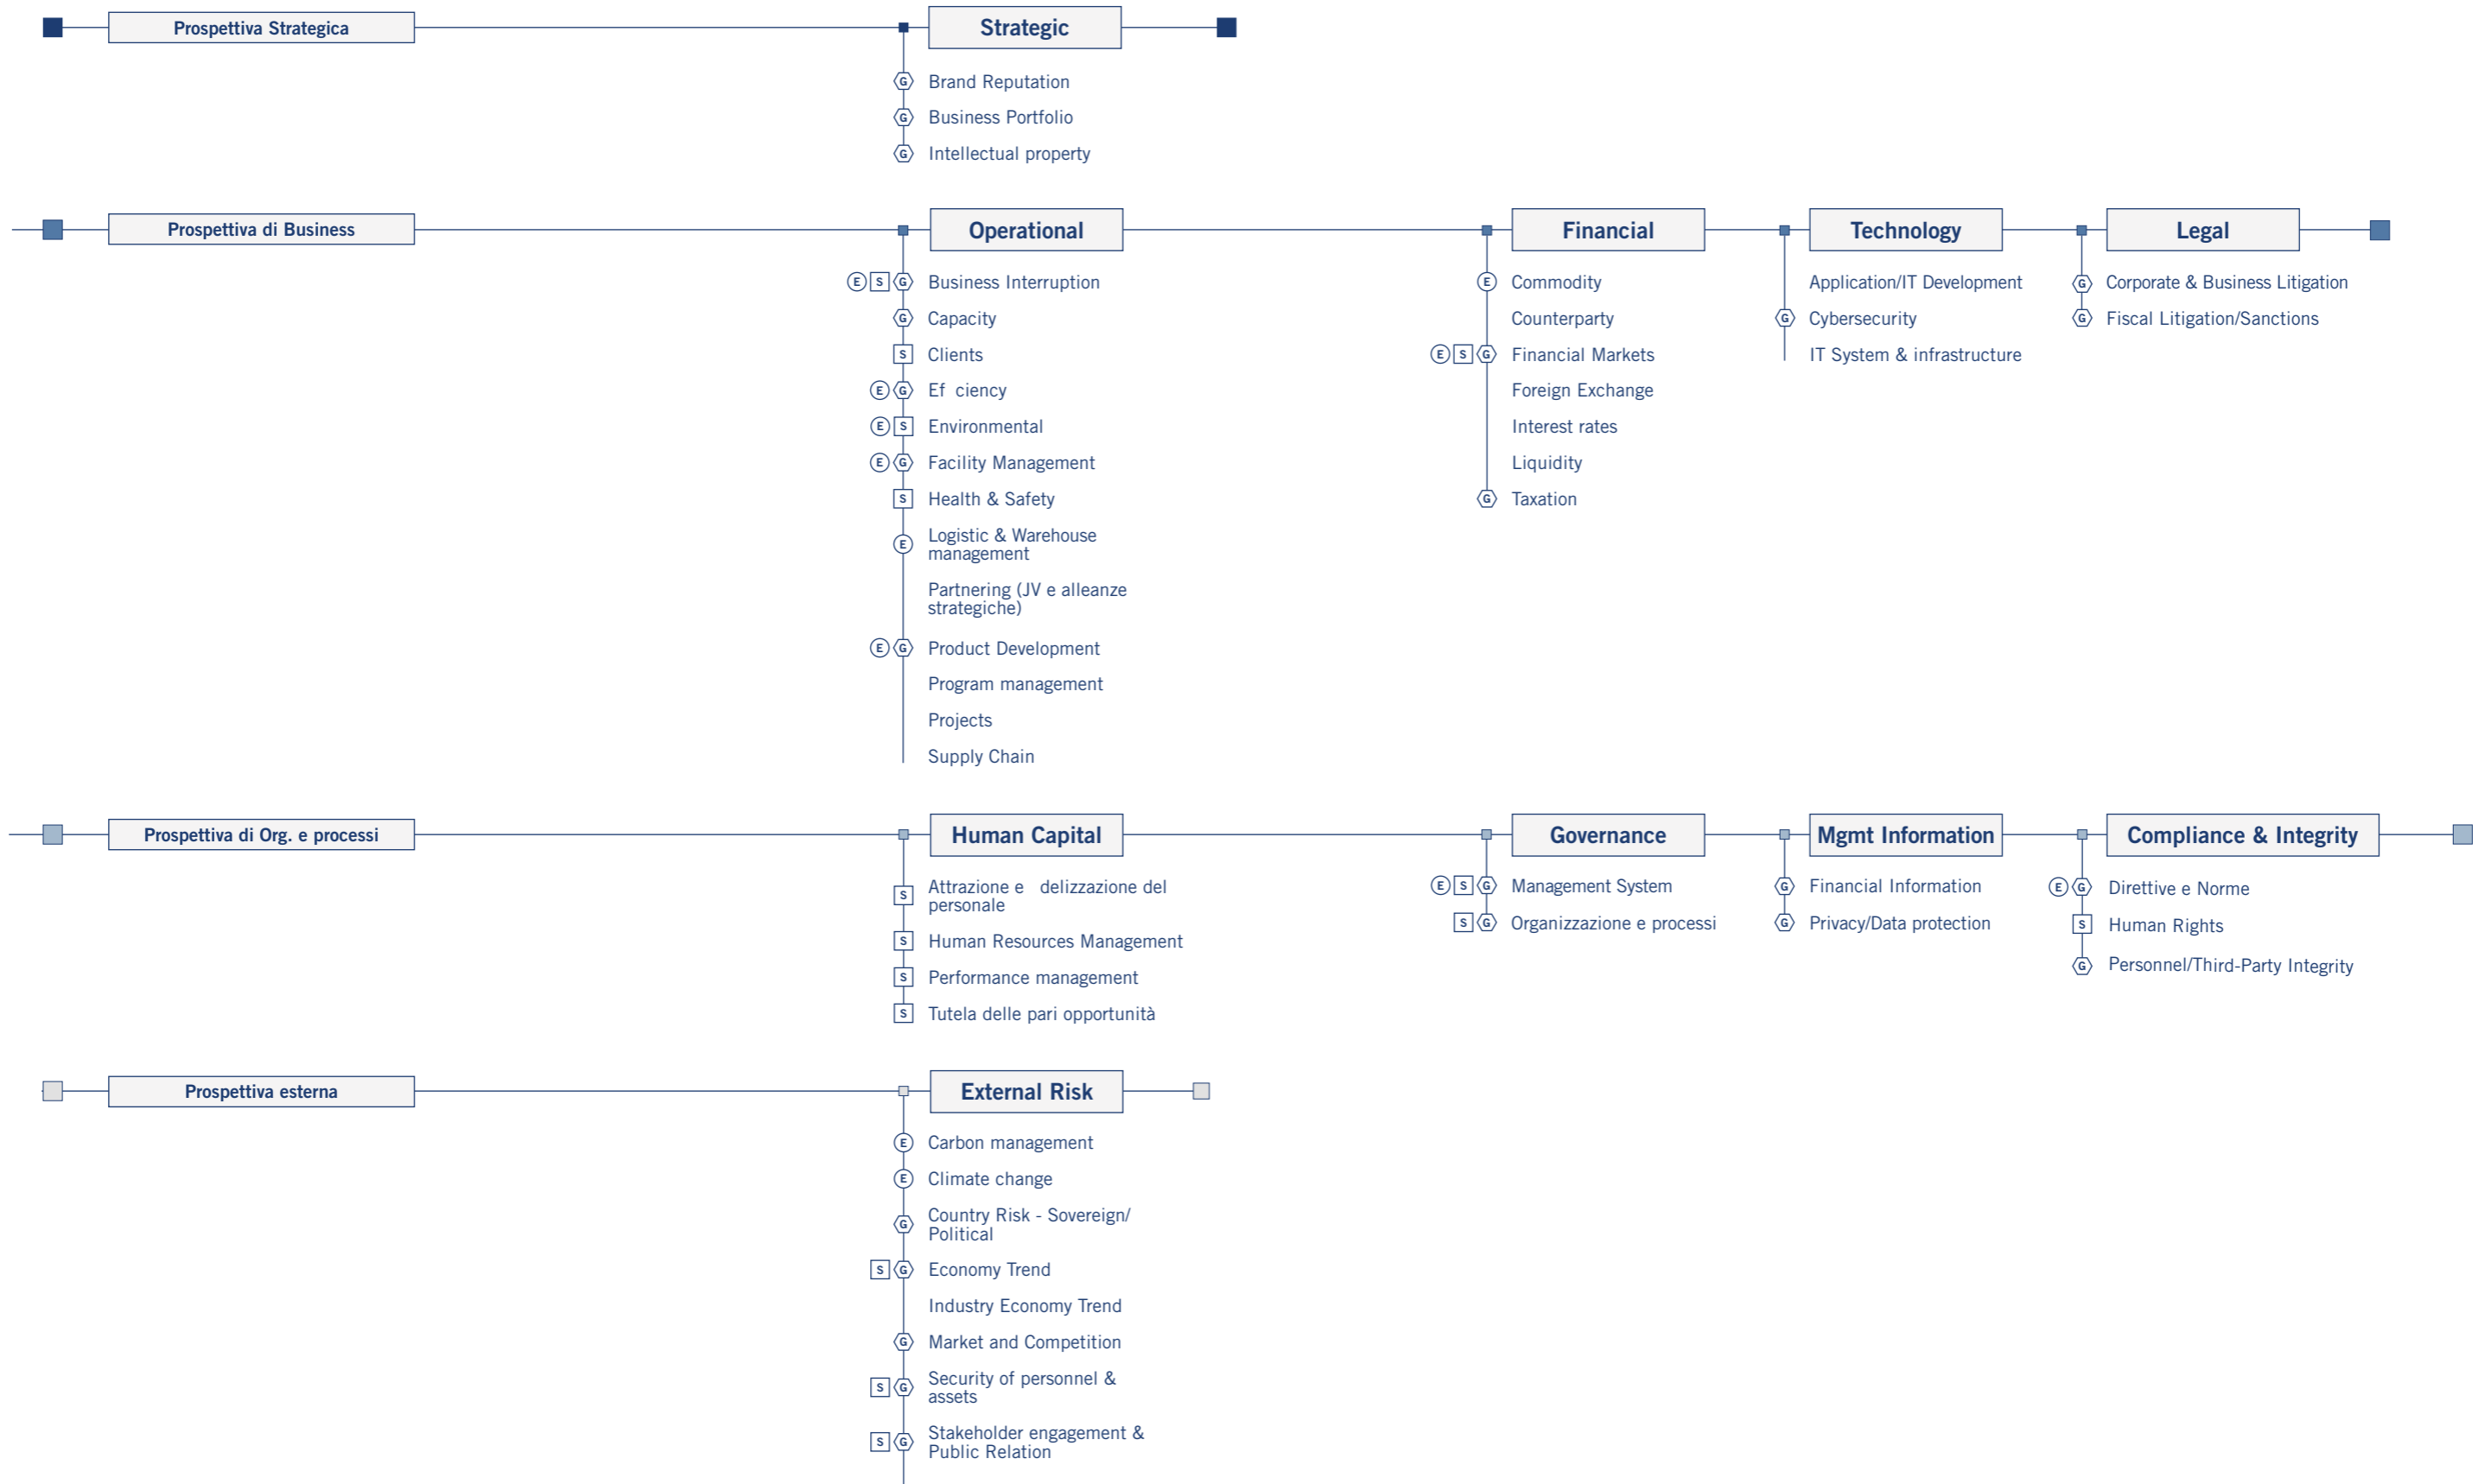 Prospettiva Strategica
Strategic
G Brand Reputation
G Business Portfolio
G Intellectual property
Prospettiva di Business
Operational
E S G Business Interruption
G Capacity
S Clients
E G Ef ciency
E S Environmental
E G Facility Management
S Health & Safety
E Logistic & Warehouse
management
Partnering (JV e alleanze
strategiche)
E G Product Development
Program management
Projects
Supply Chain
Financial
E Commodity
Counterparty
E S G Financial Markets
Foreign Exchange
Interest rates
Liquidity
G Taxation
Technology
Application/IT Development
G Cybersecurity
IT System & infrastructure
Legal
G Corporate & Business Litigation
G Fiscal Litigation/Sanctions
Prospettiva di Org. e processi
Human Capital
S Attrazione e delizzazione del
personale
S Human Resources Management
S Performance management
S Tutela delle pari opportunità
Governance
E S G Management System
S G Organizzazione e processi
Mgmt Information
G Financial Information
G Privacy/Data protection
Compliance & Integrity
E G Direttive e Norme
S Human Rights
G Personnel/Third-Party Integrity
Prospettiva esterna
External Risk
E Carbon management
E Climate change
G Country Risk - Sovereign/
Political
S G Economy Trend
Industry Economy Trend
G Market and Competition
S G Security of personnel &
assets
S G Stakeholder engagement &
Public Relation